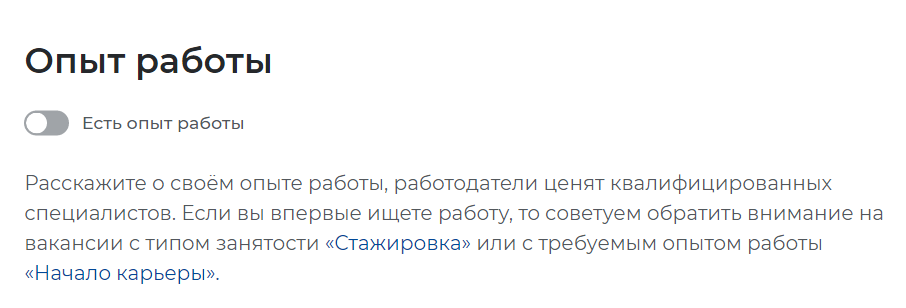 Опыт работы
Есть опыт работы
Расскажите о своём опыте работы, работодатели ценят квалифицированных
специалистов. Если вы впервые ищете работу, то советуем обратить внимание на
вакансии с типом занятости «Стажировка» или с требуемым опытом работы
«Начало карьеры».